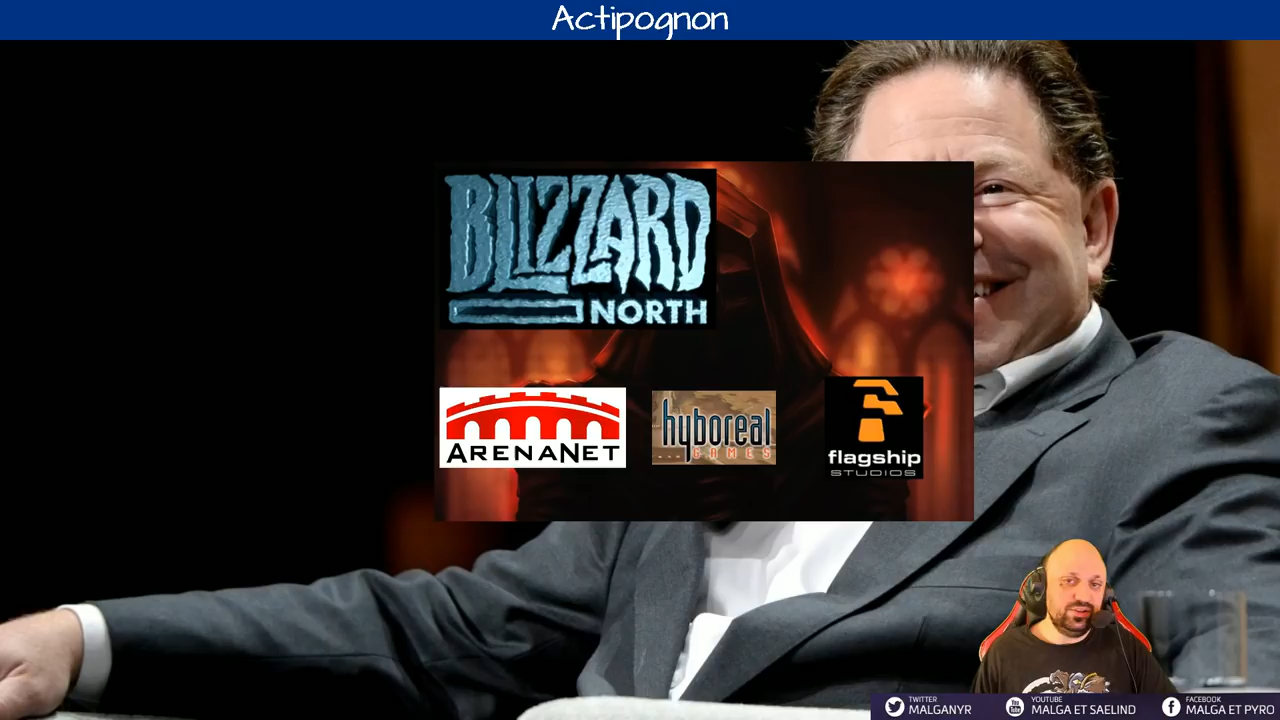 Actipognon
BLIZZARD
NORTH
ARENANET
hyboreal
GAMES
flagship
STUDIOS
TWITTER
MALGANYR
YOUTUBE
MALGA ET SAELIND
FACEBOOK
MALGA ET PYRO